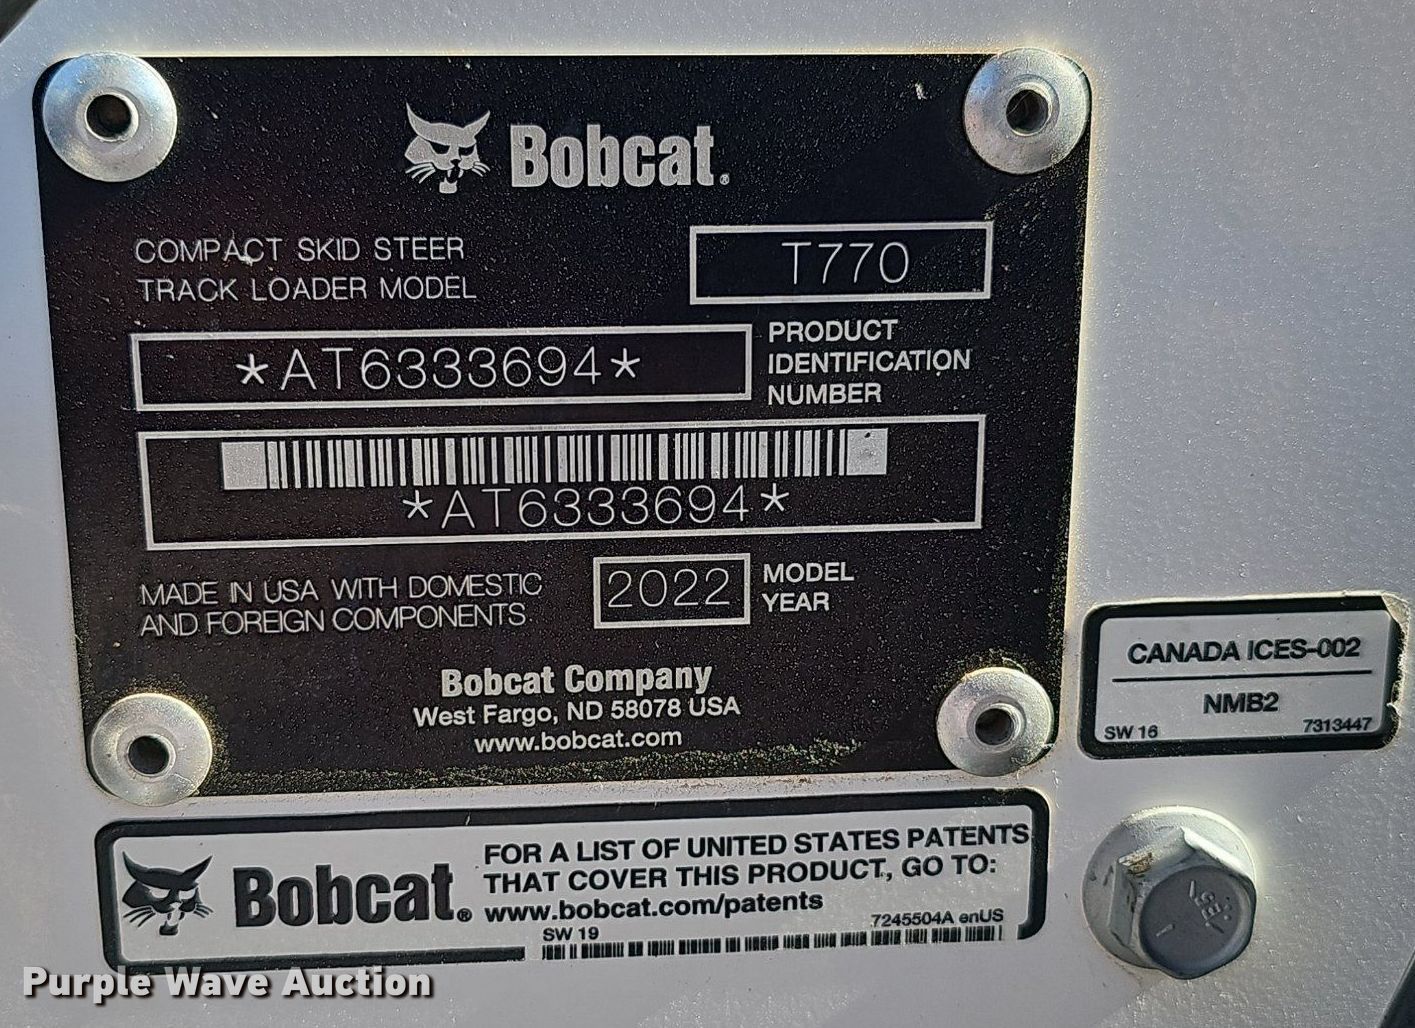 Bobcat®
COMPACT SKID STEER
TRACK LOADER MODEL
T770
*AT6333694*
PRODUCT
IDENTIFICATION
NUMBER
*AT6333694*
MADE IN USA WITH DOMESTIC
AND FOREIGN COMPONENTS
2022
MODEL
YEAR
Bobcat Company
West Fargo, ND 58078 USA
www.bobcat.com
CANADA ICES-002
NMB2
SW 16
7313447
Bobcat®
FOR A LIST OF UNITED STATES PATENTS
THAT COVER THIS PRODUCT, GO TO:
www.bobcat.com/patents
SW 19
7245504A enUS
Purple Wave Auction